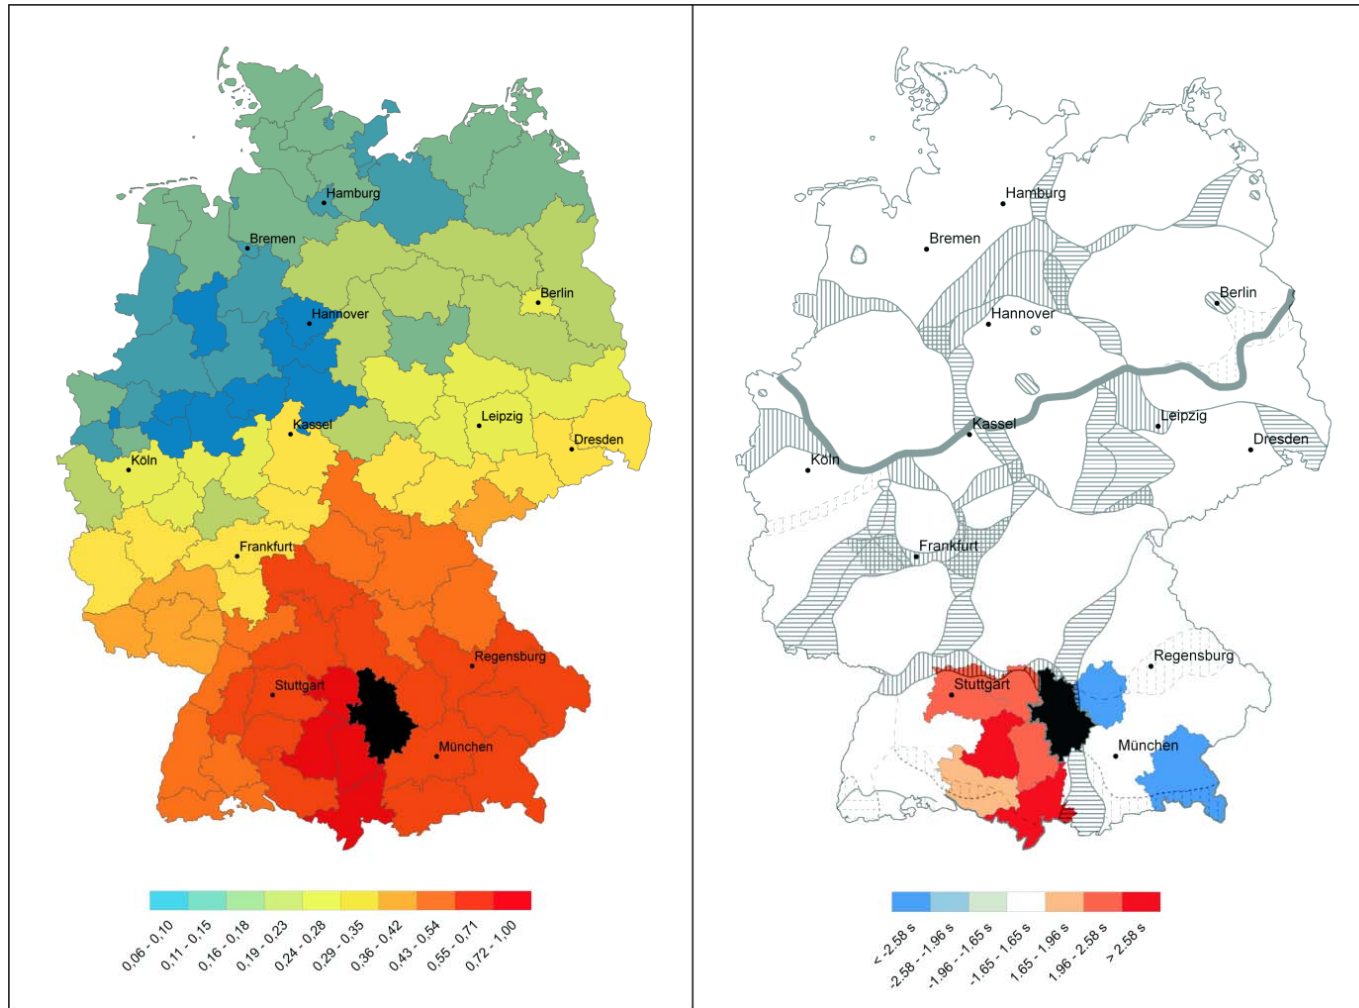 Hamburg
Bremen
Berlin
Hannover
Leipzig
Kassel
Dresden
Köln
Frankfurt
Regensburg
Stuttgart
München
0,06 - 0,10
0,11 - 0,15
0,16 - 0,18
0,19 - 0,23
0,24 - 0,28
0,29 - 0,35
0,36 - 0,42
0,43 - 0,54
0,55 - 0,71
0,72 - 1,00
Hamburg
Bremen
Berlin
Hannover
Leipzig
Kassel
Dresden
Köln
Frankfurt
Regensburg
Stuttgart
München
< -2.58 s
-2.58 - -1.96 s
-1.96 - -1.65 s
-1.65 - 1.65 s
1.65 - 1.96 s
1.96 - 2.58 s
> 2.58 s